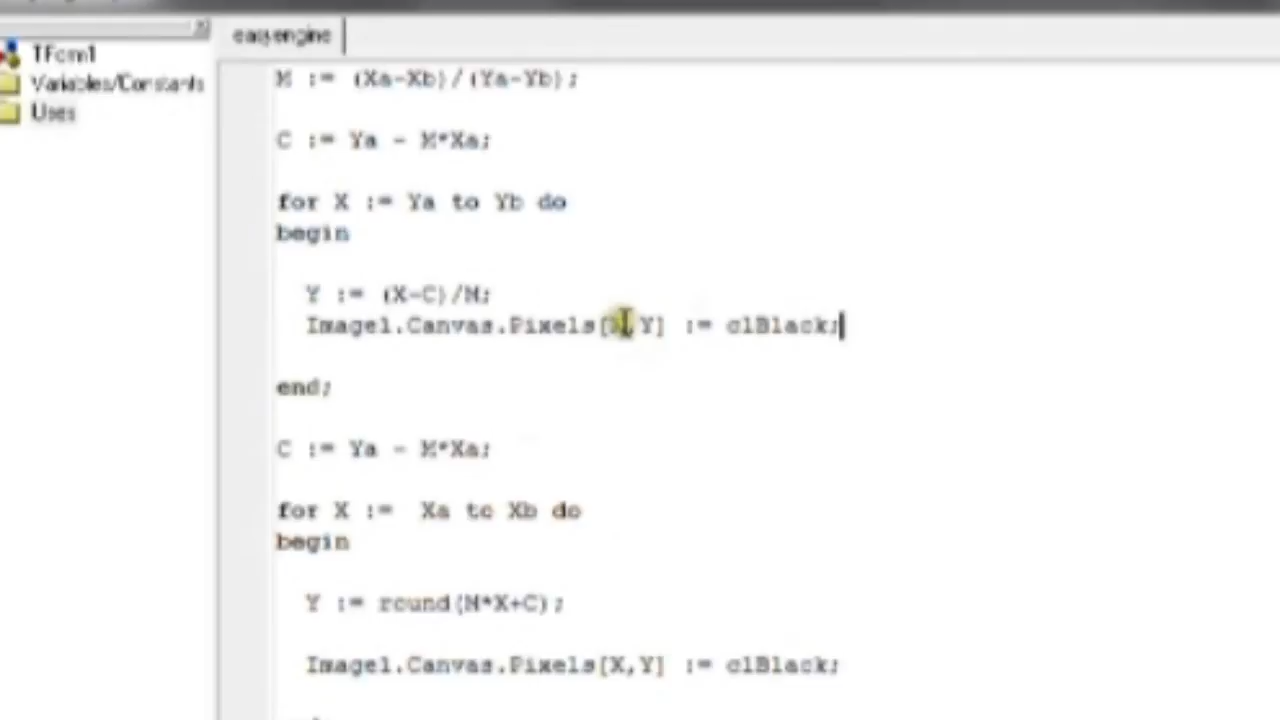 easyengine
TForm1
Variables/Constants
Uses
M := (Xa-Xb)/(Ya-Yb);
C := Ya - M*Xa;
for X := Ya to Yb do
begin
Y := (X-C)/M;
Image1.Canvas.Pixels[X,Y] := clBlack;
end;
C := Ya - M*Xa;
for X := Xa to Xb do
begin
Y := round(M*X+C);
Image1.Canvas.Pixels[X,Y] := clBlack;